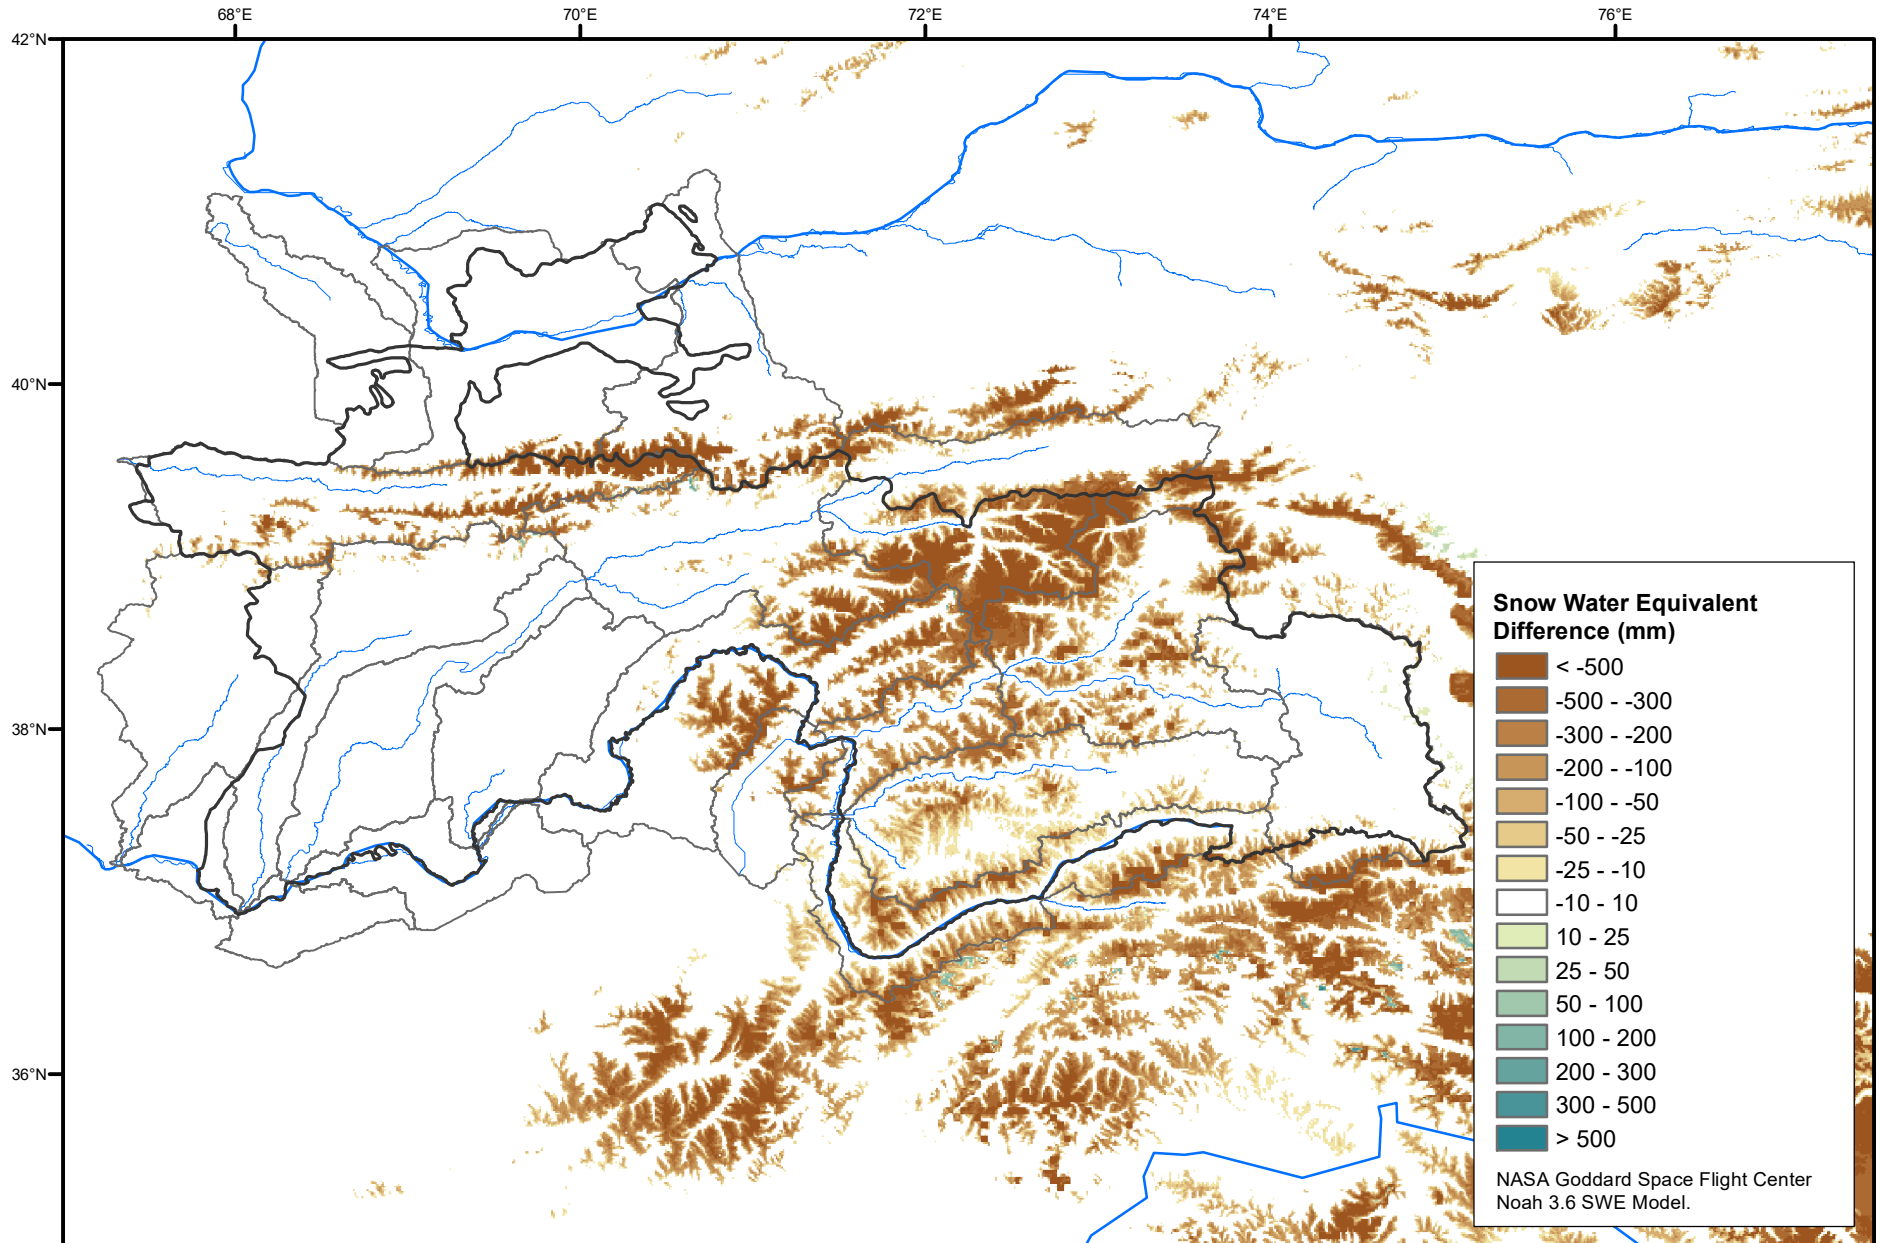 68°E 70°E 72°E 74°E 76°E
42°N
40°N
38°N
36°N
Snow Water Equivalent
Difference (mm)
< -500
-500 - -300
-300 - -200
-200 - -100
-100 - -50
-50 - -25
-25 - -10
-10 - 10
10 - 25
25 - 50
50 - 100
100 - 200
200 - 300
300 - 500
> 500
NASA Goddard Space Flight Center
Noah 3.6 SWE Model.